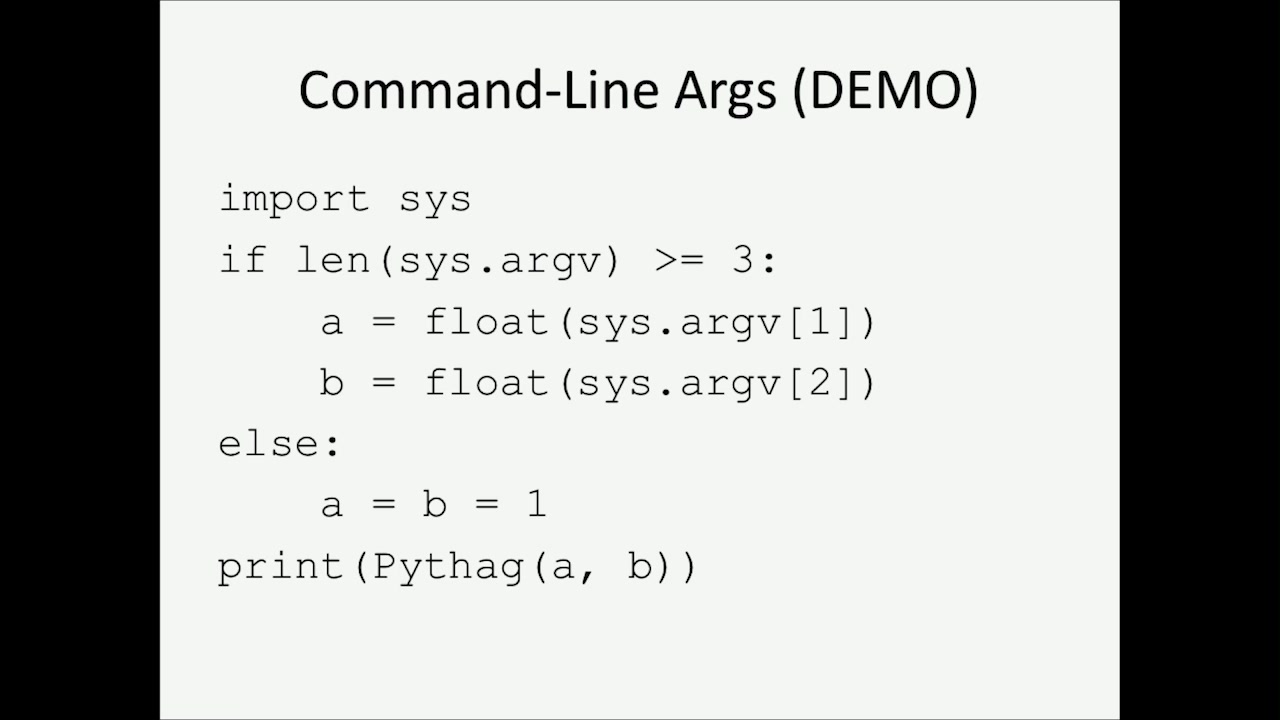 Command-Line Args (DEMO)
import sys
if len(sys.argv) >= 3:
    a = float(sys.argv[1])
    b = float(sys.argv[2])
else:
    a = b = 1
print(Pythag(a, b))